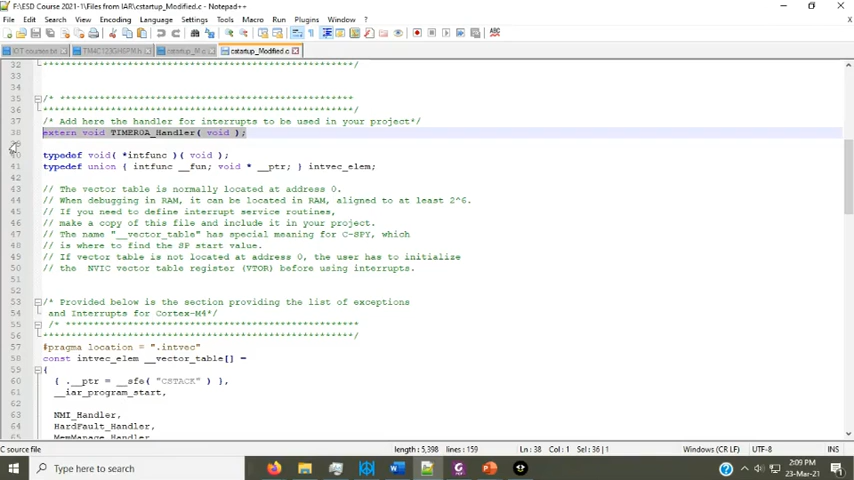 F:\ESD Course 2021-1\Files from IAR\cstartup_Modified.c - Notepad++
File Edit Search View Encoding Language Settings Tools Macro Run Plugins Window ?
IOT courses.txt TM4C123GH6PM.h cstartup_M.c cstartup_Modified.c
32 ***********************************************************/
33
34
35 /* *******************************************************
36 ***********************************************************/
37 /* Add here the handler for interrupts to be used in your project*/
38 extern void TIMER0A_Handler( void );
39
40 typedef void( *intfunc )( void );
41 typedef union { intfunc __fun; void * __ptr; } intvec_elem;
42
43 // The vector table is normally located at address 0.
44 // When debugging in RAM, it can be located in RAM, aligned to at least 2^6.
45 // If you need to define interrupt service routines,
46 // make a copy of this file and include it in your project.
47 // The name "__vector_table" has special meaning for C-SPY, which
48 // is where to find the SP start value.
49 // If vector table is not located at address 0, the user has to initialize
50 // the  NVIC vector table register (VTOR) before using interrupts.
51
52
53 /* Provided below is the section providing the list of exceptions
54 and Interrupts for Cortex-M4*/
55 /* *******************************************************
56 ***********************************************************/
57 #pragma location = ".intvec"
58 const intvec_elem __vector_table[] =
59 {
60 { .__ptr = __sfe( "CSTACK" ) },
61 __iar_program_start,
62
63 NMI_Handler,
64 HardFault_Handler,
65 MemManage_Handler,
C source file length : 5,398 lines : 159 Ln : 38 Col : 1 Sel : 36 | 1 Windows (CR LF) UTF-8 INS
Type here to search
2:09 PM
23-Mar-21